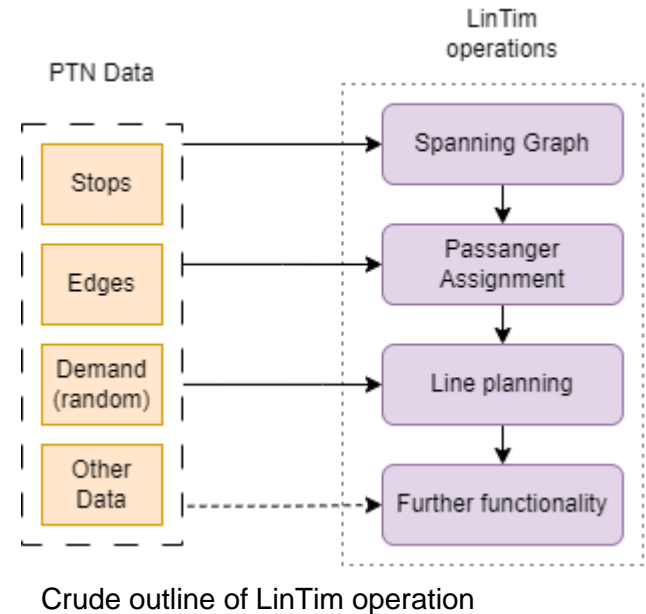 LinTim
operations
PTN Data
Stops
Edges
Demand
(random)
Other
Data
Spanning Graph
Passanger
Assignment
Line planning
Further functionality
Crude outline of LinTim operation